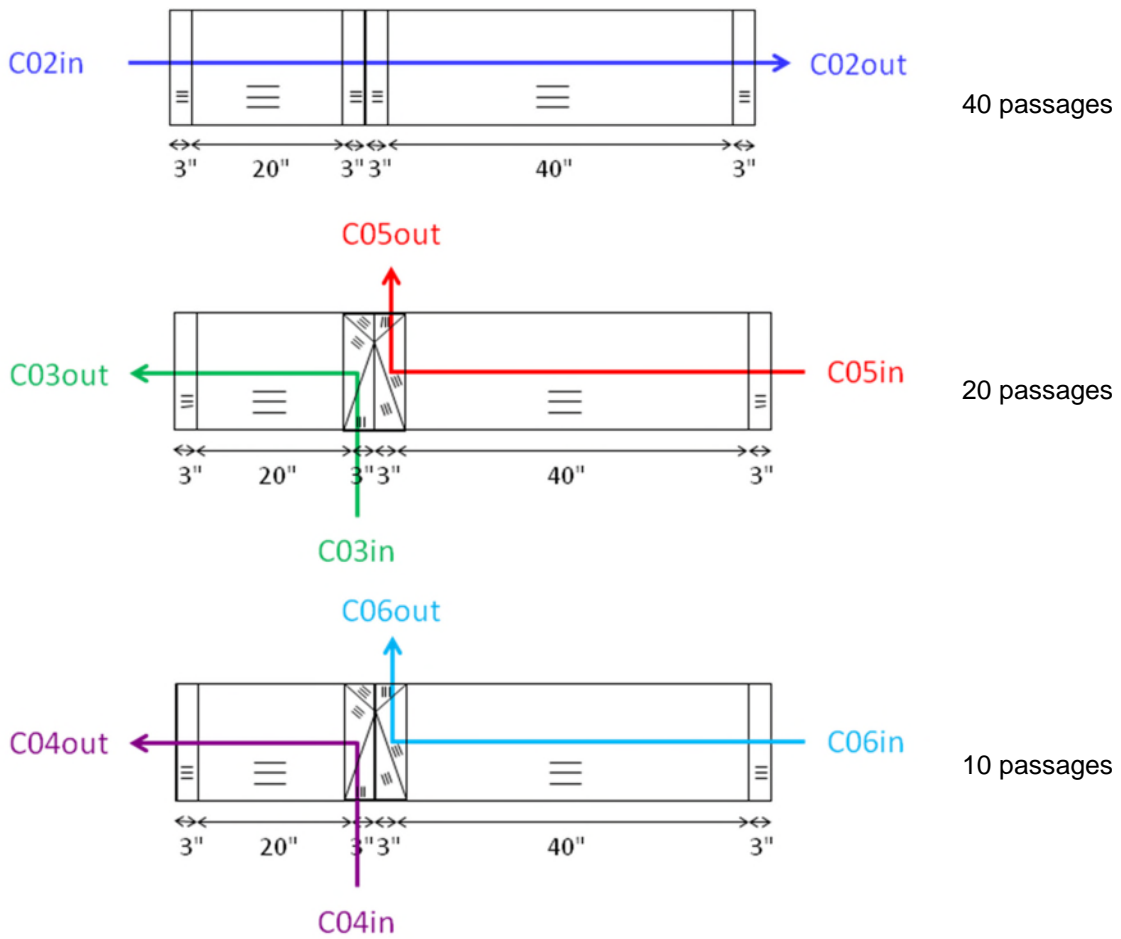 C02in
C02out
40 passages
3" 20" 3" 3" 40" 3"
C05out
C03out
C05in
20 passages
3" 20" 3" 3" 40" 3"
C03in
C06out
C04out
C06in
10 passages
3" 20" 3" 3" 40" 3"
C04in